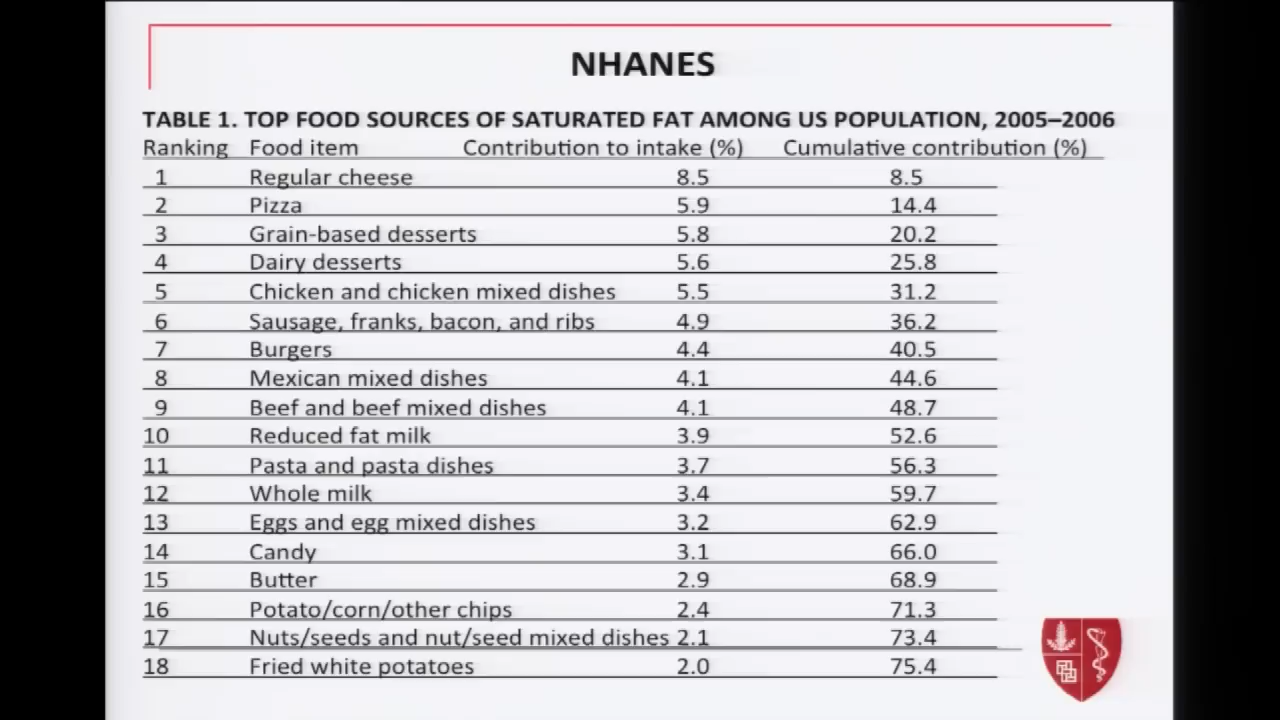 NHANES
TABLE 1. TOP FOOD SOURCES OF SATURATED FAT AMONG US POPULATION, 2005–2006
Ranking Food item Contribution to intake (%) Cumulative contribution (%)
1 Regular cheese 8.5 8.5
2 Pizza 5.9 14.4
3 Grain-based desserts 5.8 20.2
4 Dairy desserts 5.6 25.8
5 Chicken and chicken mixed dishes 5.5 31.2
6 Sausage, franks, bacon, and ribs 4.9 36.2
7 Burgers 4.4 40.5
8 Mexican mixed dishes 4.1 44.6
9 Beef and beef mixed dishes 4.1 48.7
10 Reduced fat milk 3.9 52.6
11 Pasta and pasta dishes 3.7 56.3
12 Whole milk 3.4 59.7
13 Eggs and egg mixed dishes 3.2 62.9
14 Candy 3.1 66.0
15 Butter 2.9 68.9
16 Potato/corn/other chips 2.4 71.3
17 Nuts/seeds and nut/seed mixed dishes 2.1 73.4
18 Fried white potatoes 2.0 75.4